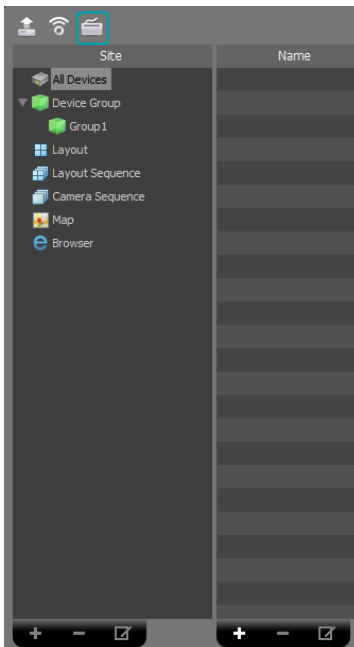 Site
Name
All Devices
Device Group
Group1
Layout
Layout Sequence
Camera Sequence
Map
Browser